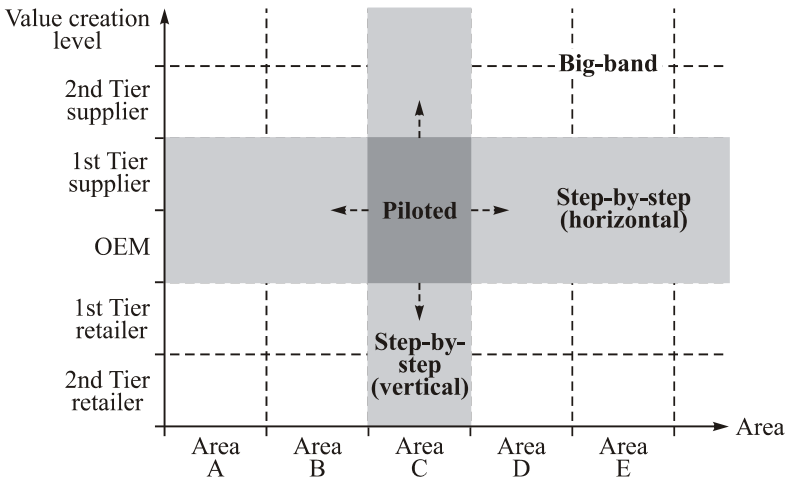 Value creation
level
Big-band
2nd Tier
supplier
1st Tier
supplier
Piloted
Step-by-step
(horizontal)
OEM
1st Tier
retailer
Step-by-
step
(vertical)
2nd Tier
retailer
Area
Area
A
Area
B
Area
C
Area
D
Area
E